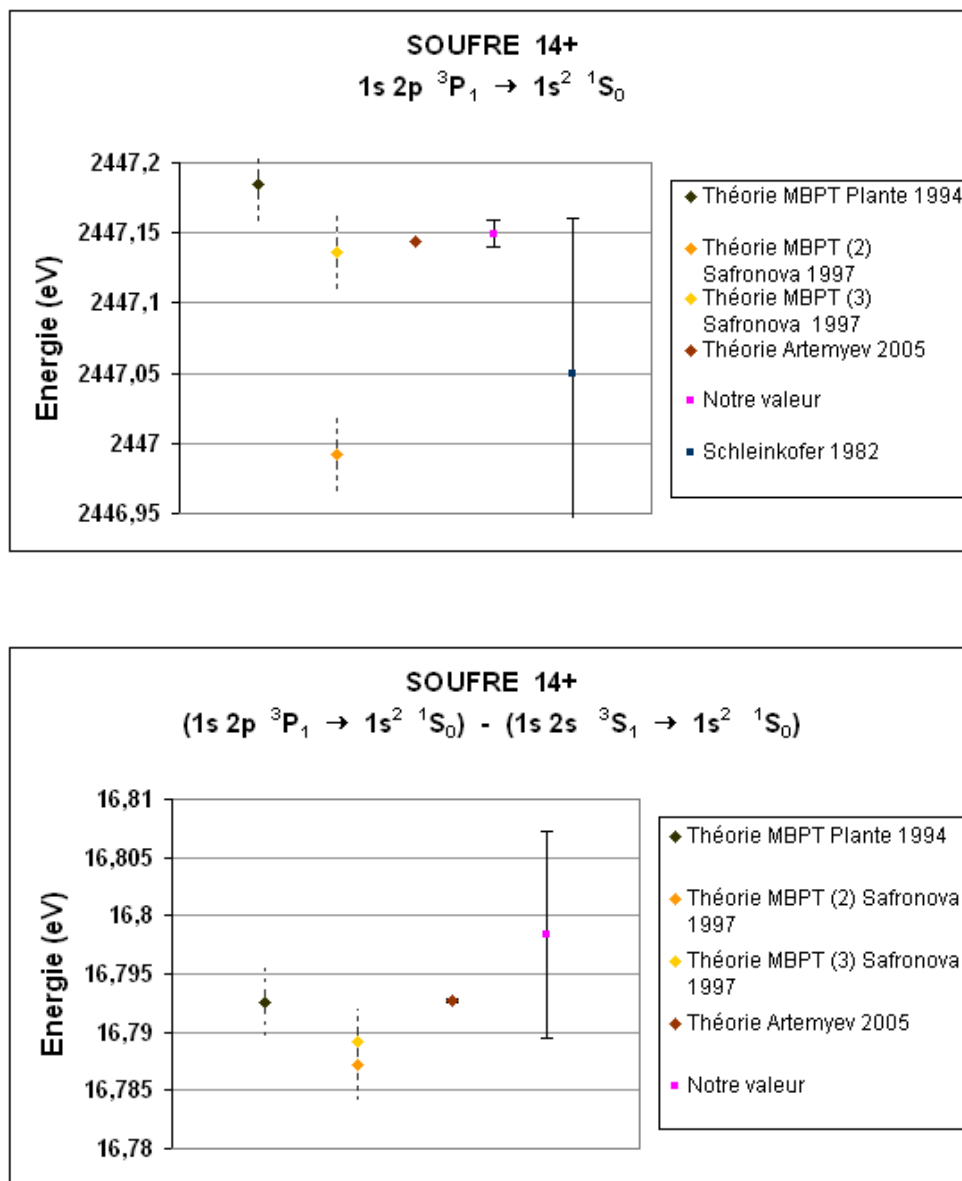 SOUFRE 14+
1s 2p ³P₁ → 1s² ¹S₀
2447,2
2447,15
2447,1
2447,05
2447
2446,95
Energie (eV)
Théorie MBPT Plante 1994
Théorie MBPT (2)
Safronova 1997
Théorie MBPT (3)
Safronova 1997
Théorie Artemyev 2005
Notre valeur
Schleinkofer 1982
SOUFRE 14+
(1s 2p ³P₁ → 1s² ¹S₀) - (1s 2s ³S₁ → 1s² ¹S₀)
16,81
16,805
16,8
16,795
16,79
16,785
16,78
Energie (eV)
Théorie MBPT Plante 1994
Théorie MBPT (2) Safronova
1997
Théorie MBPT (3) Safronova
1997
Théorie Artemyev 2005
Notre valeur